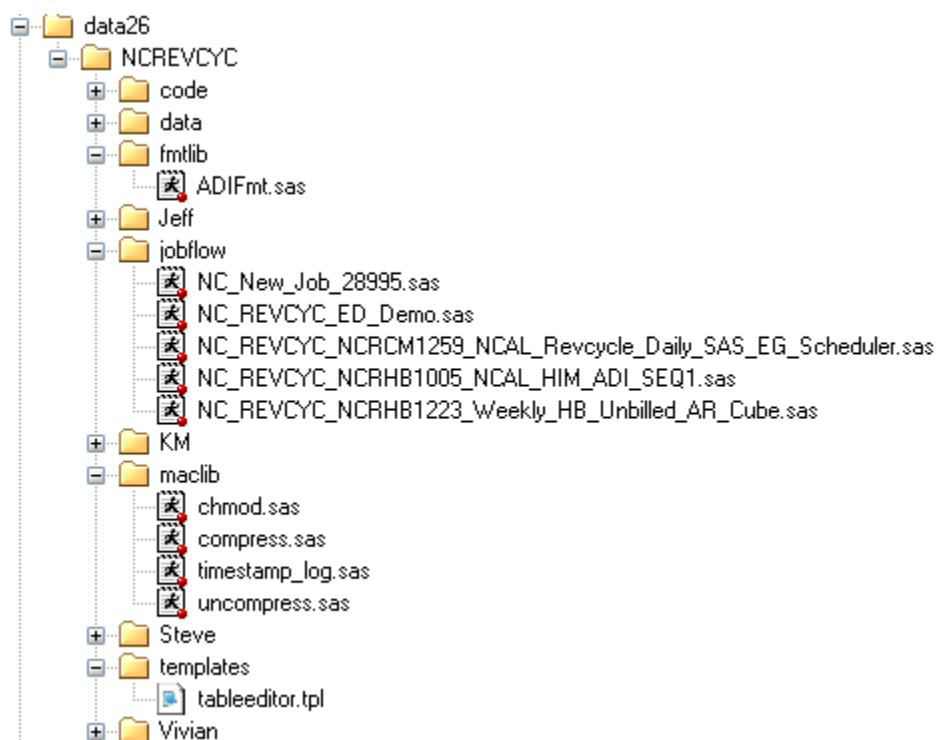 data26
NCREVCYC
code
data
fmtlib
ADIFmt.sas
Jeff
jobflow
NC_New_Job_28995.sas
NC_REVCYC_ED_Demo.sas
NC_REVCYC_NCRCM1259_NCAL_Revcycle_Daily_SAS_EG_Scheduler.sas
NC_REVCYC_NCRHB1005_NCAL_HIM_ADI_SEQ1.sas
NC_REVCYC_NCRHB1223_Weekly_HB_Unbilled_AR_Cube.sas
KM
maclib
chmod.sas
compress.sas
timestamp_log.sas
uncompress.sas
Steve
templates
tableeditor.tpl
Vivian